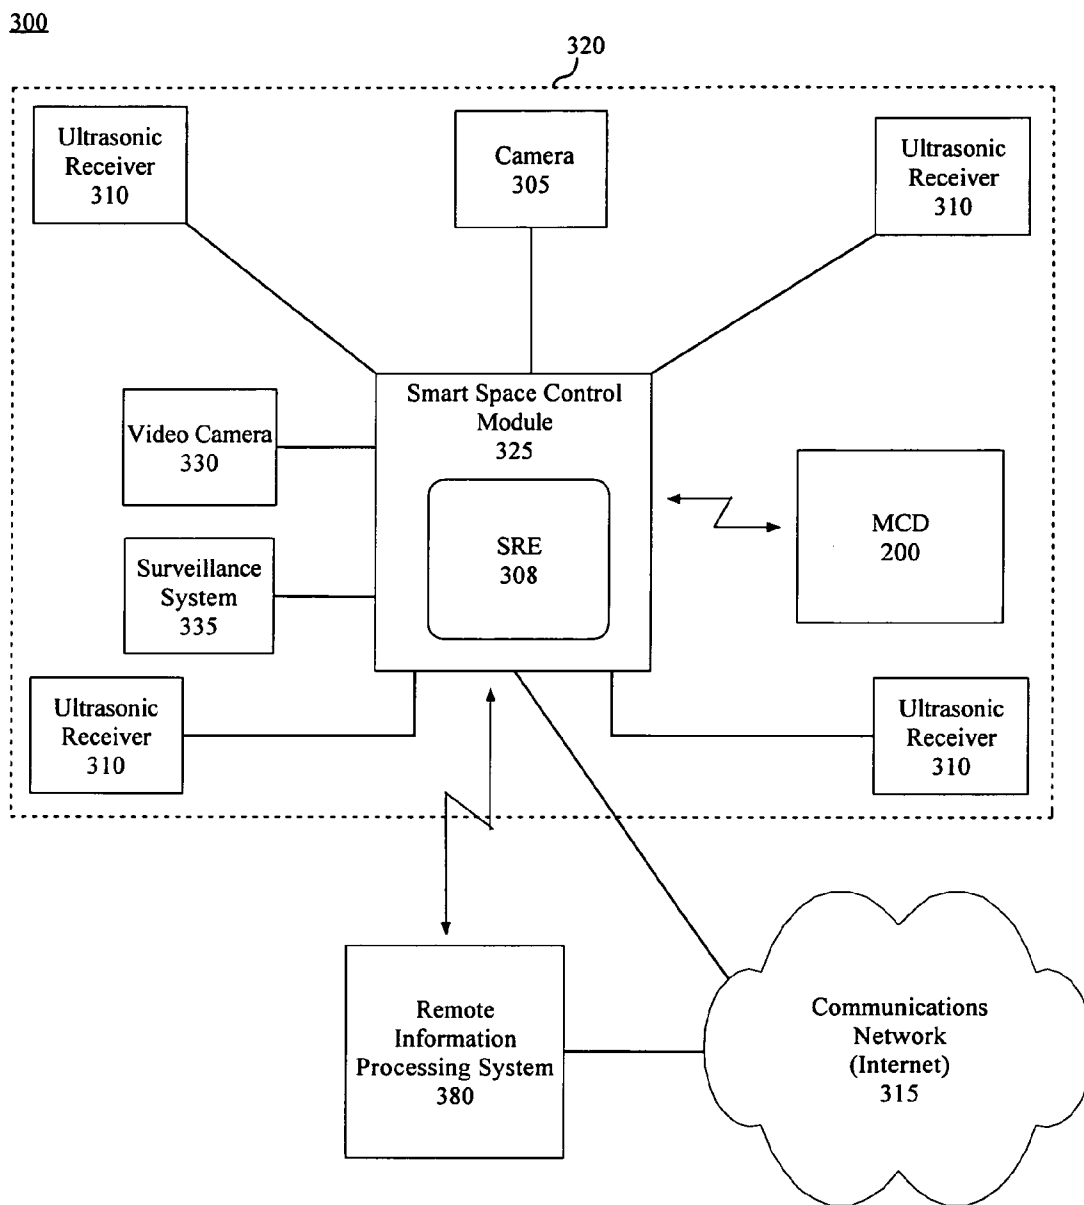 300
320
Ultrasonic
Receiver
310
Camera
305
Ultrasonic
Receiver
310
Smart Space Control
Module
325
Video Camera
330
SRE
308
MCD
200
Surveillance
System
335
Ultrasonic
Receiver
310
Ultrasonic
Receiver
310
Remote
Information
Processing System
380
Communications
Network
(Internet)
315